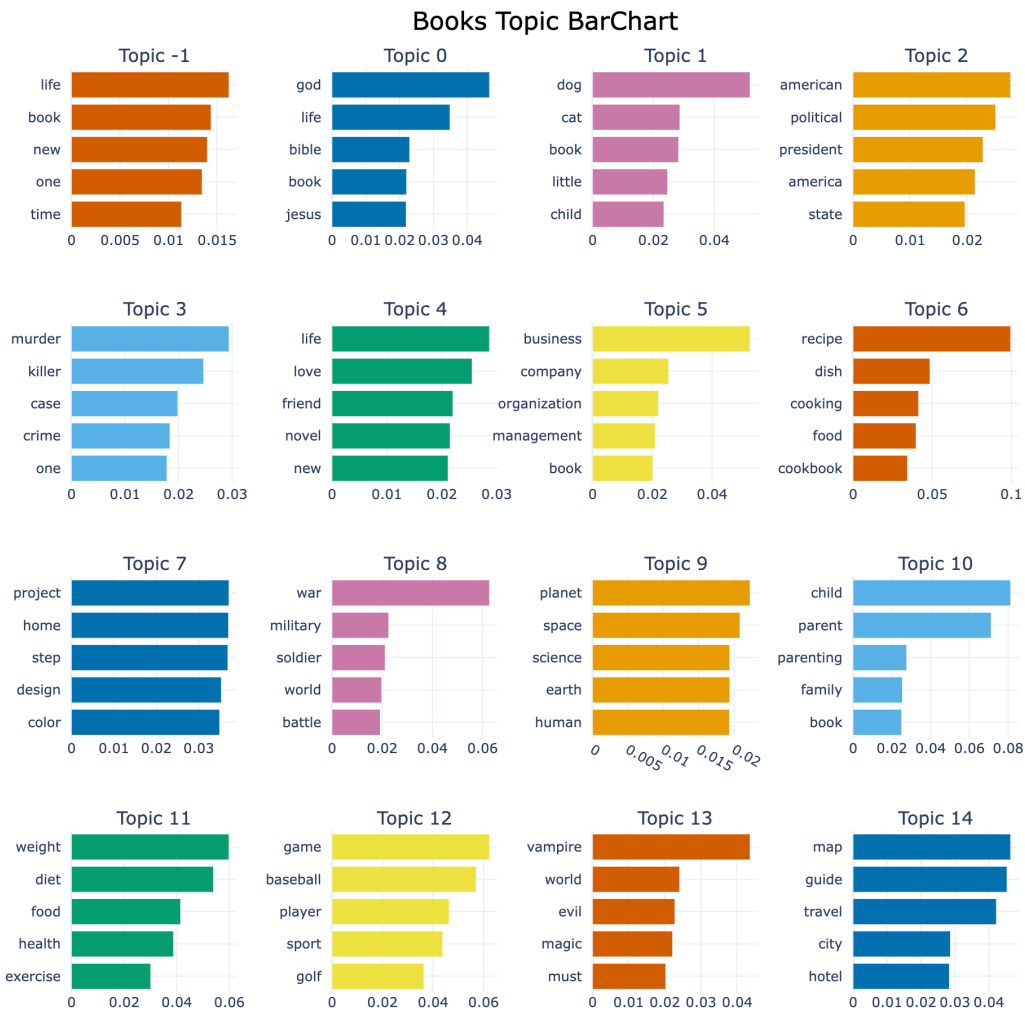 Books Topic BarChart
Topic -1
life
book
new
one
time
0 0.005 0.01 0.015
Topic 0
god
life
bible
book
jesus
0 0.01 0.02 0.03 0.04
Topic 1
dog
cat
book
little
child
0 0.02 0.04
Topic 2
american
political
president
america
state
0 0.01 0.02
Topic 3
murder
killer
case
crime
one
0 0.01 0.02 0.03
Topic 4
life
love
friend
novel
new
0 0.01 0.02 0.03
Topic 5
business
company
organization
management
book
0 0.02 0.04
Topic 6
recipe
dish
cooking
food
cookbook
0 0.05 0.1
Topic 7
project
home
step
design
color
0 0.01 0.02 0.03
Topic 8
war
military
soldier
world
battle
0 0.02 0.04 0.06
Topic 9
planet
space
science
earth
human
0 0.005 0.01 0.015 0.02
Topic 10
child
parent
parenting
family
book
0 0.02 0.04 0.06 0.08
Topic 11
weight
diet
food
health
exercise
0 0.02 0.04 0.06
Topic 12
game
baseball
player
sport
golf
0 0.02 0.04 0.06
Topic 13
vampire
world
evil
magic
must
0 0.01 0.02 0.03 0.04
Topic 14
map
guide
travel
city
hotel
0 0.01 0.02 0.03 0.04